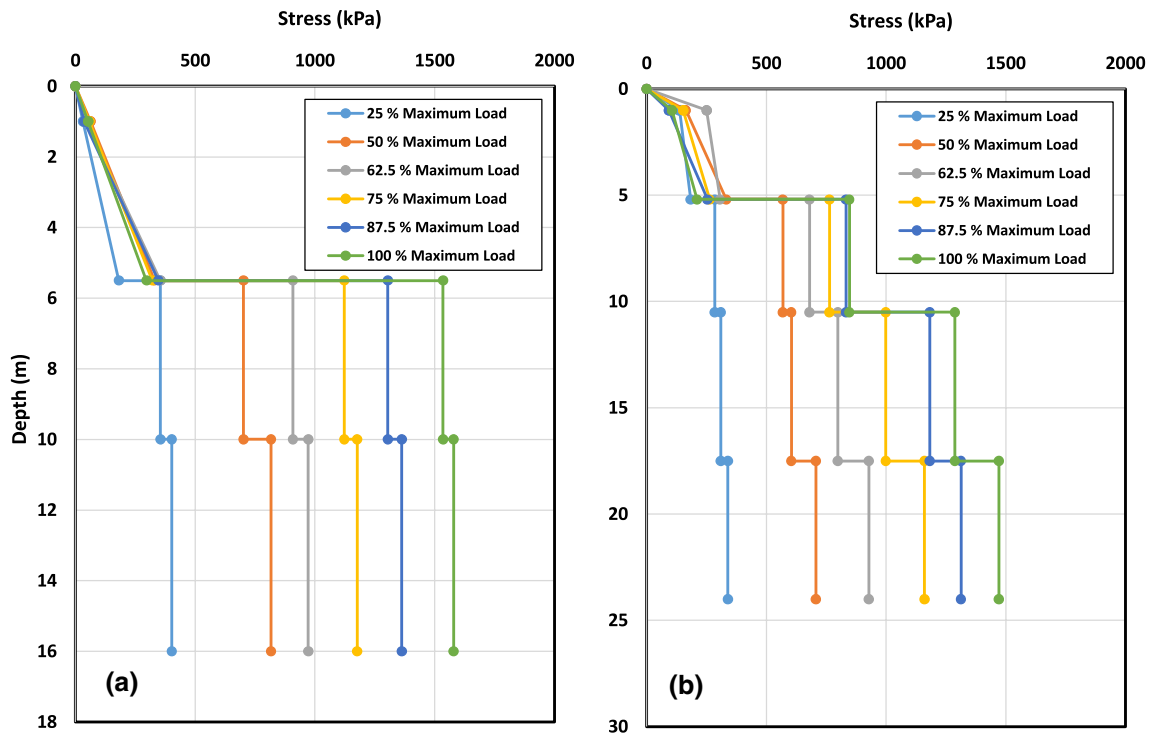 Stress (kPa)
0 500 1000 1500 2000
0
2
4
6
8
10
12
14
16
18
Depth (m)
25 % Maximum Load
50 % Maximum Load
62.5 % Maximum Load
75 % Maximum Load
87.5 % Maximum Load
100 % Maximum Load
(a)
Stress (kPa)
0 500 1000 1500 2000
0
5
10
15
20
25
30
25 % Maximum Load
50 % Maximum Load
62.5 % Maximum Load
75 % Maximum Load
87.5 % Maximum Load
100 % Maximum Load
(b)